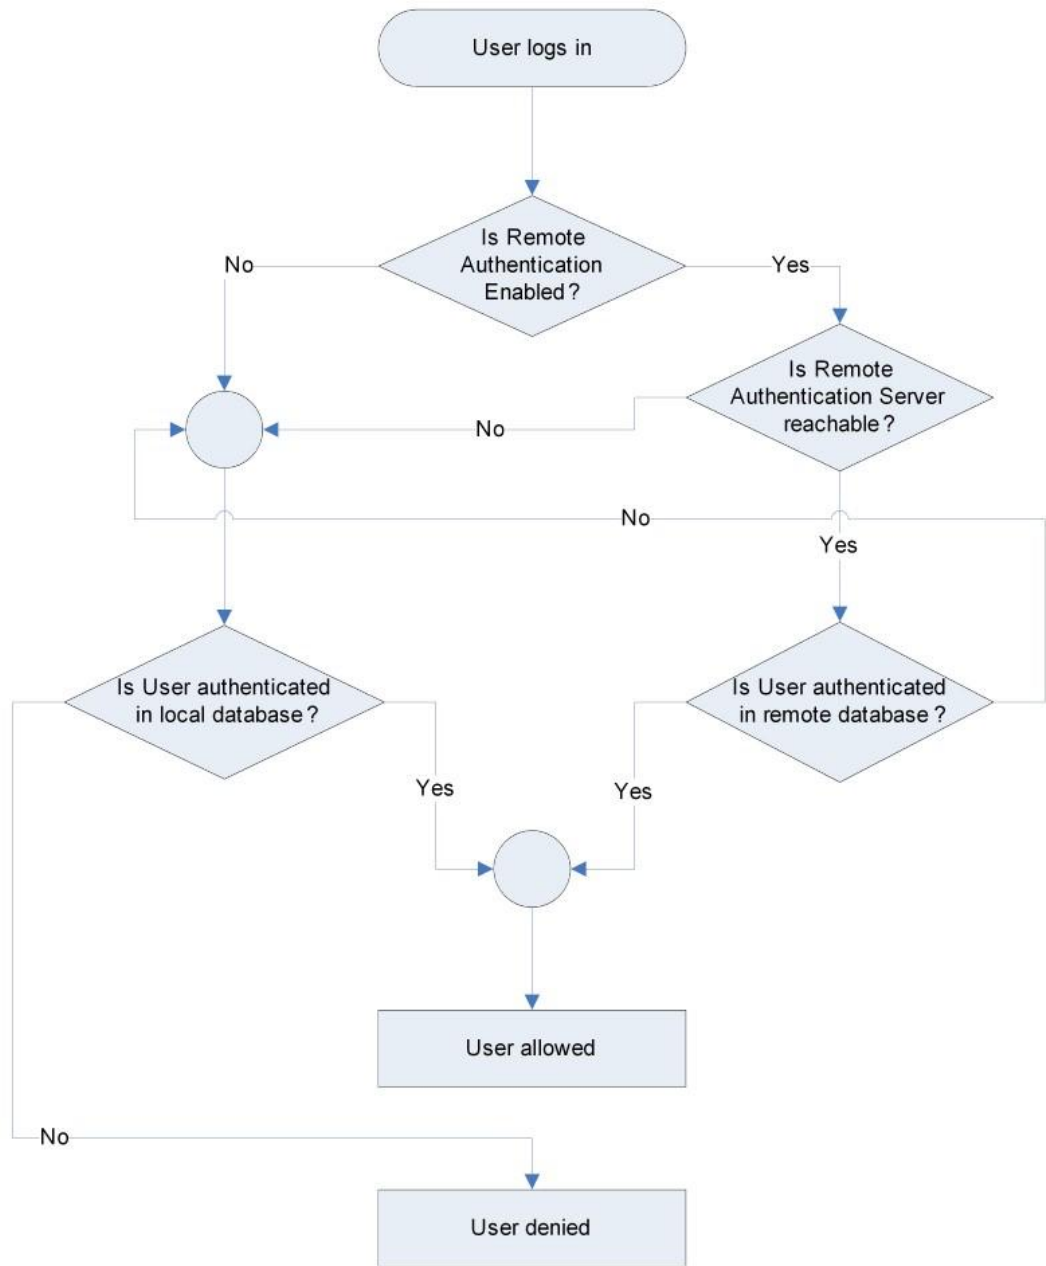 User logs in
Is Remote
Authentication
Enabled?
No
Yes
Is Remote
Authentication Server
reachable?
No
No
Yes
Is User authenticated
in local database?
Is User authenticated
in remote database?
Yes
Yes
User allowed
No
User denied